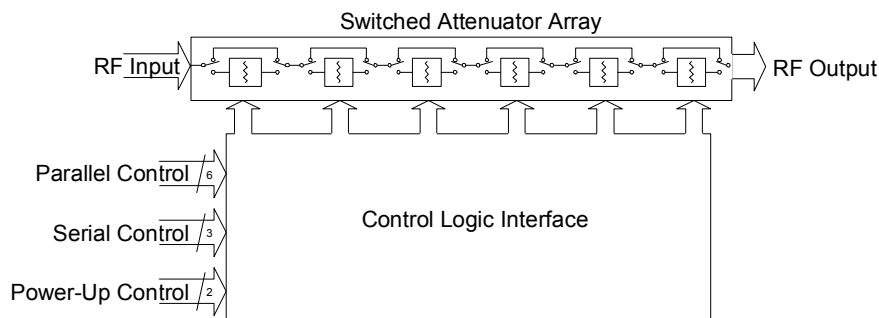 Switched Attenuator Array
RF Input
RF Output
Parallel Control
6
Control Logic Interface
Serial Control
3
Power-Up Control
2